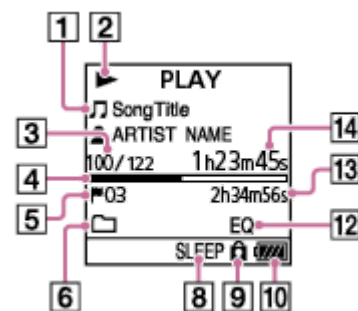 1 2
PLAY
SongTitle
ARTIST NAME
3 14
100/122 1h23m45s
4 13
5 03 2h34m56s
EQ 12
6
SLEEP
8 9 10